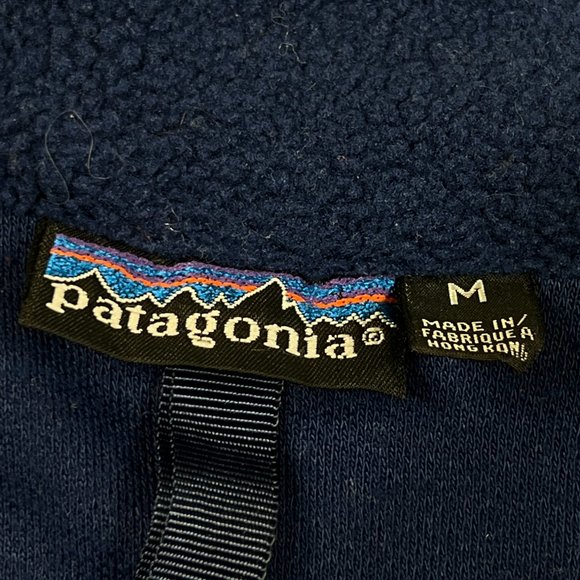 patagonia®
M
MADE IN/
FABRIQUE À
HONG KONG